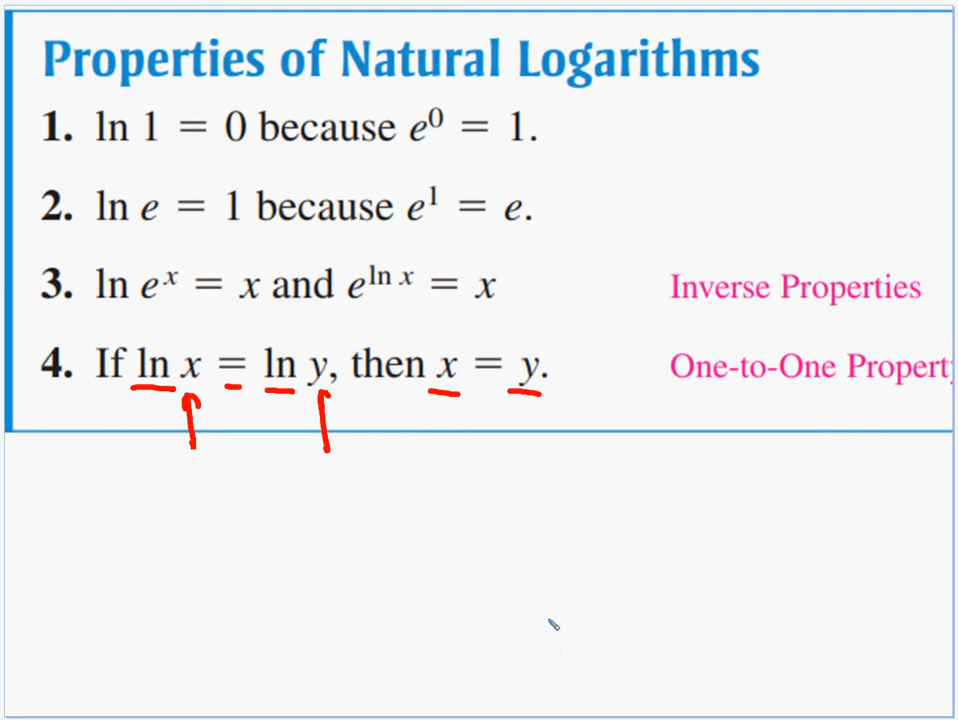 Properties of Natural Logarithms
1. ln 1 = 0 because e⁰ = 1.
2. ln e = 1 because e¹ = e.
3. ln eˣ = x and e^{ln x} = x Inverse Properties
4. If ln x = ln y, then x = y. One-to-One Property